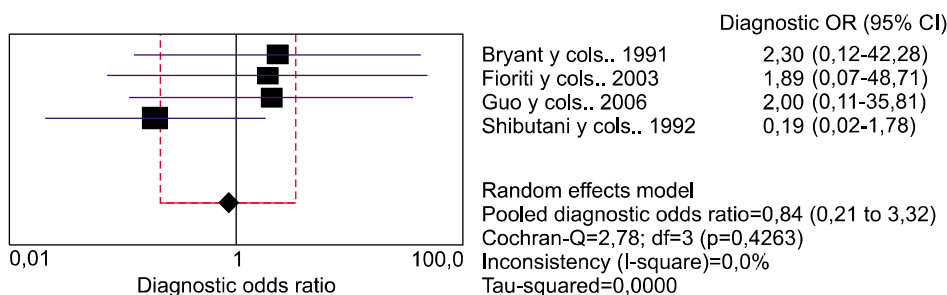 Diagnostic OR (95% CI)
Bryant y cols.. 1991 2,30 (0,12-42,28)
Fioriti y cols.. 2003 1,89 (0,07-48,71)
Guo y cols.. 2006 2,00 (0,11-35,81)
Shibutani y cols.. 1992 0,19 (0,02-1,78)
Random effects model
Pooled diagnostic odds ratio=0,84 (0,21 to 3,32)
Cochran-Q=2,78; df=3 (p=0,4263)
Inconsistency (I-square)=0,0%
Tau-squared=0,0000
0,01 1 100,0
Diagnostic odds ratio